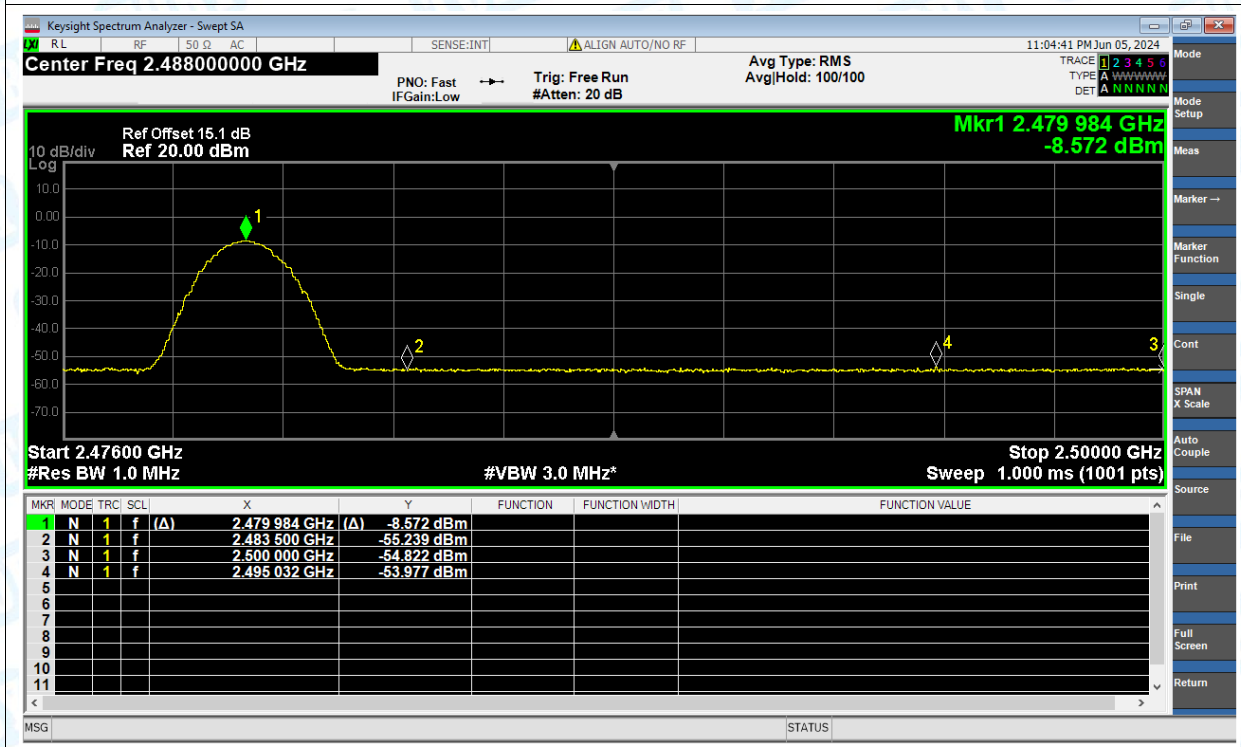 Keysight Spectrum Analyzer - Swept SA
LXI RL RF 50 Ω AC SENSE:INT ALIGN AUTO/NO RF 11:04:41 PM Jun 05, 2024
Center Freq 2.488000000 GHz
PNO: Fast
IFGain:Low
Trig: Free Run
#Atten: 20 dB
Avg Type: RMS
Avg|Hold: 100/100
TRACE 1 2 3 4 5 6
TYPE A WWWWW
DET A N N N N N
Ref Offset 15.1 dB
Ref 20.00 dBm
10 dB/div
Log
Mkr1 2.479 984 GHz
-8.572 dBm
10.0
0.00
-10.0
-20.0
-30.0
-40.0
-50.0
-60.0
-70.0
1
2
4
3
Start 2.47600 GHz Stop 2.50000 GHz
#Res BW 1.0 MHz #VBW 3.0 MHz* Sweep 1.000 ms (1001 pts)
MKR MODE TRC SCL X Y FUNCTION FUNCTION WIDTH FUNCTION VALUE
1 N 1 f (Δ) 2.479 984 GHz (Δ) -8.572 dBm
2 N 1 f 2.483 500 GHz -55.239 dBm
3 N 1 f 2.500 000 GHz -54.822 dBm
4 N 1 f 2.495 032 GHz -53.977 dBm
5
6
7
8
9
10
11
MSG STATUS
Mode
Mode
Setup
Meas
Marker →
Marker
Function
Single
Cont
SPAN
X Scale
Auto
Couple
Source
File
Print
Full
Screen
Return